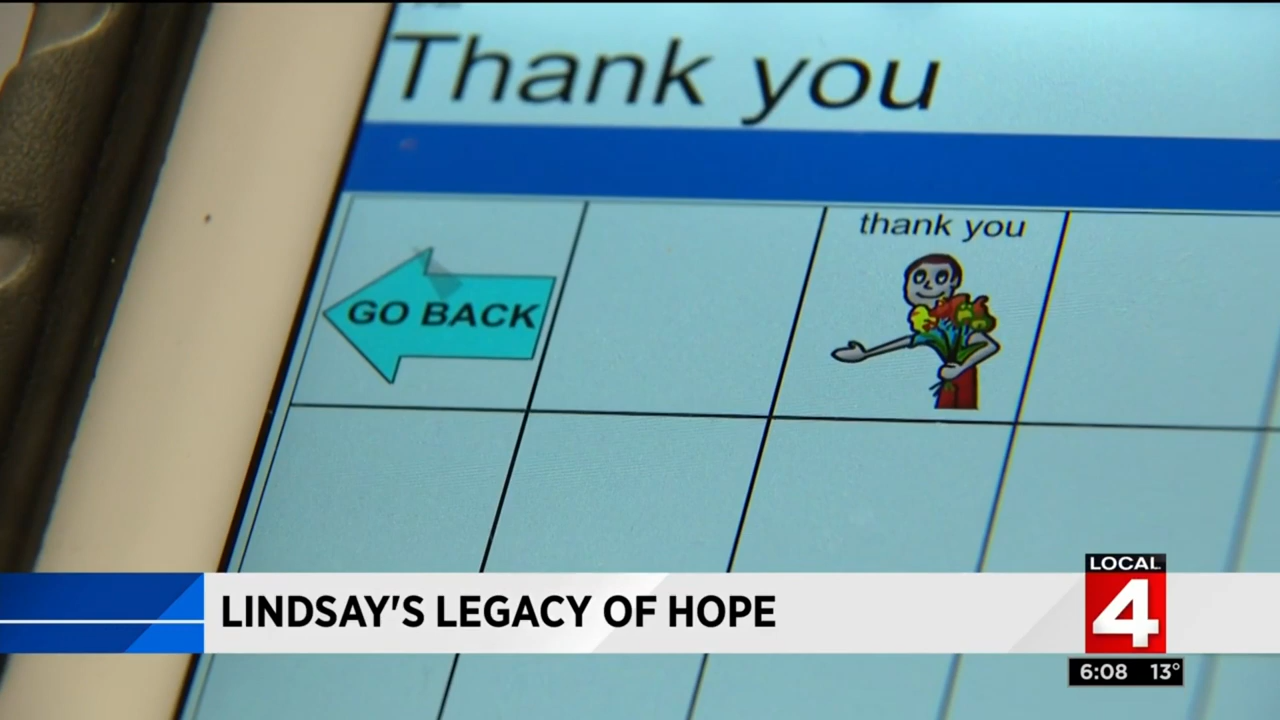 Thank you
thank you
GO BACK
LINDSAY'S LEGACY OF HOPE
LOCAL
4
6:08 13°